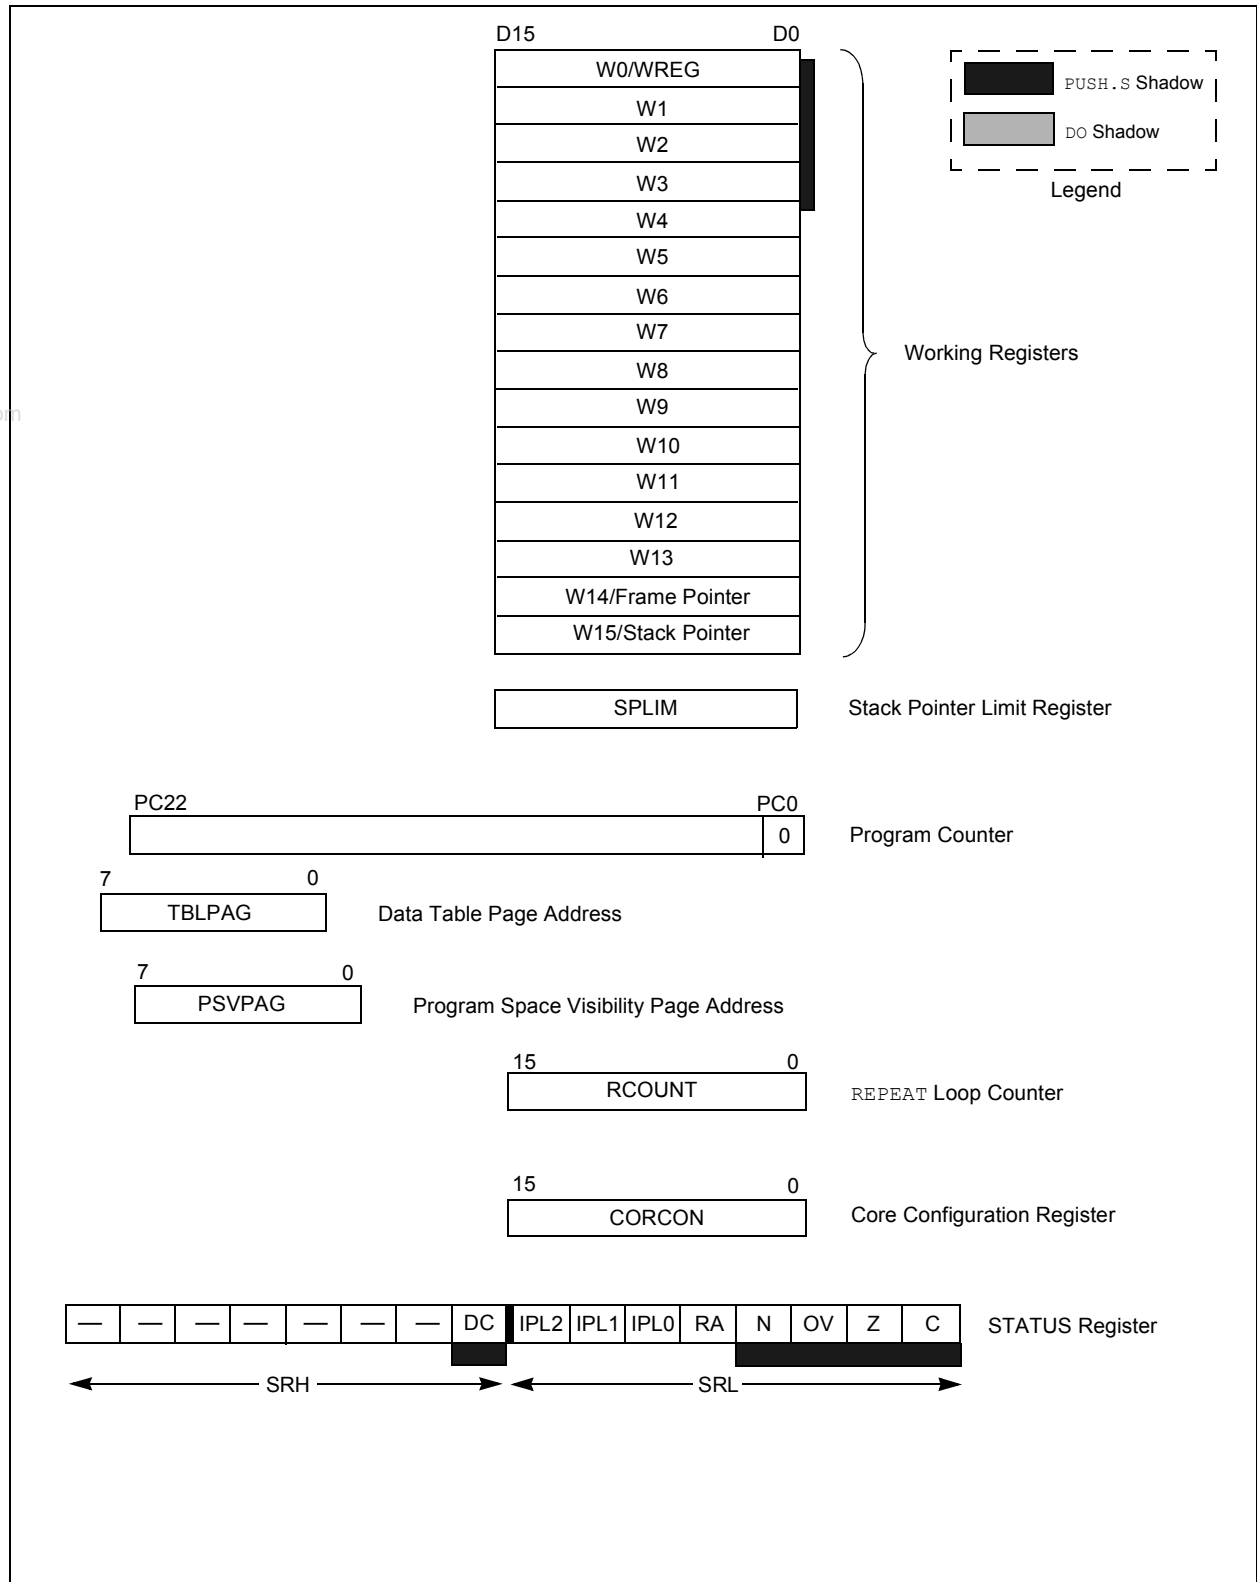 D15 D0
W0/WREG
W1
W2
W3
W4
W5
W6
W7
W8
W9
W10
W11
W12
W13
W14/Frame Pointer
W15/Stack Pointer
PUSH.S Shadow
DO Shadow
Legend
Working Registers
SPLIM Stack Pointer Limit Register
PC22 PC0
0 Program Counter
7 0
TBLPAG Data Table Page Address
7 0
PSVPAG Program Space Visibility Page Address
15 0
RCOUNT REPEAT Loop Counter
15 0
CORCON Core Configuration Register
— — — — — — — DC IPL2 IPL1 IPL0 RA N OV Z C STATUS Register
SRH SRL